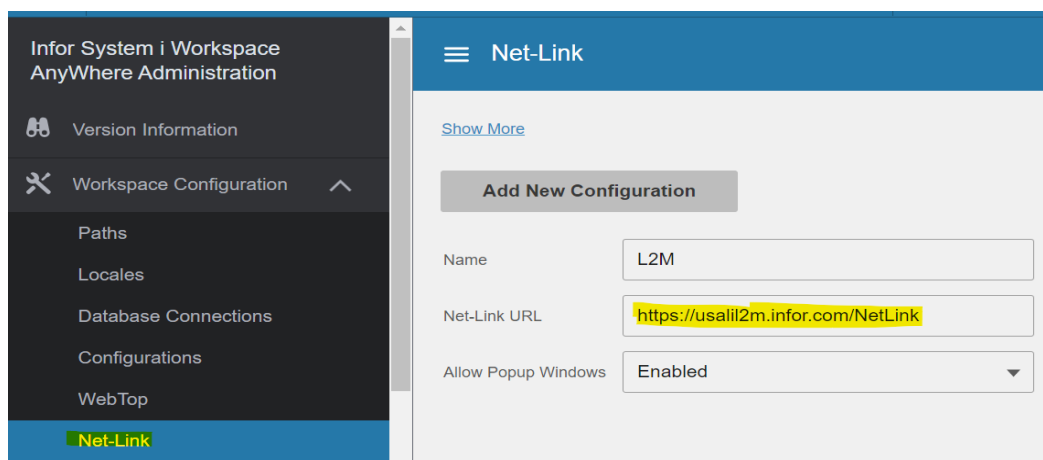 Infor System i Workspace
AnyWhere Administration
Version Information
Workspace Configuration
Paths
Locales
Database Connections
Configurations
WebTop
Net-Link
Net-Link
Show More
Add New Configuration
Name
L2M
Net-Link URL
https://usalil2m.infor.com/NetLink
Allow Popup Windows
Enabled